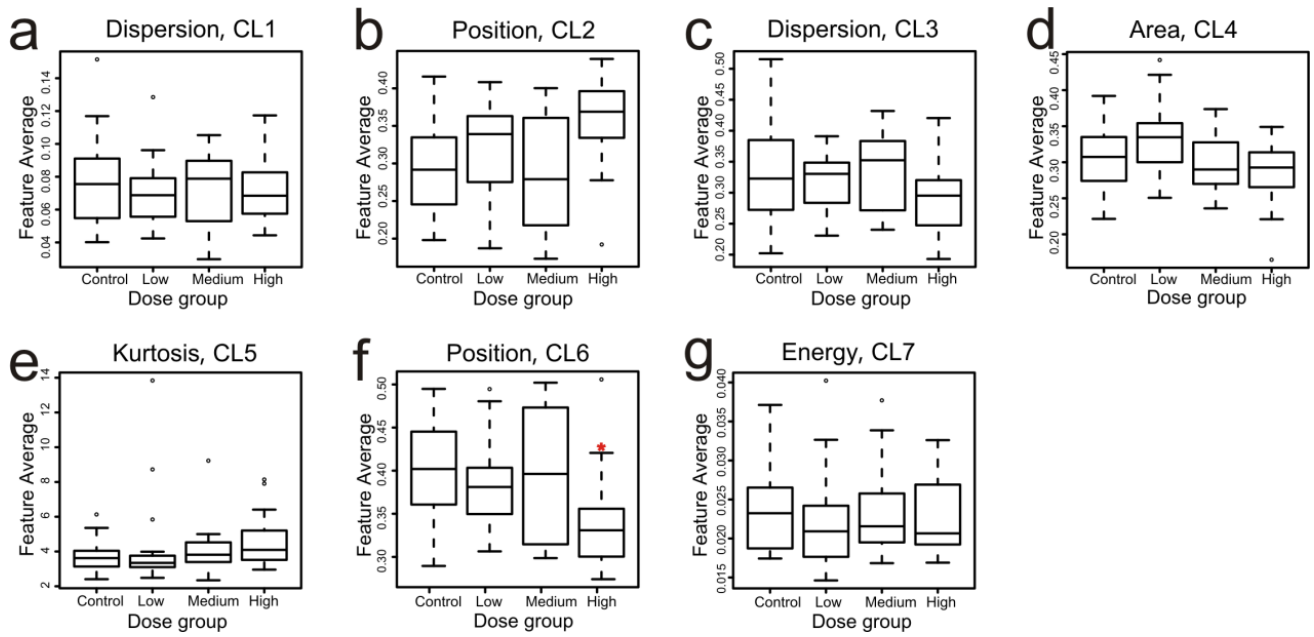 a Dispersion, CL1
Feature Average
0.04 0.06 0.08 0.10 0.12 0.14
Control Low Medium High
Dose group
b Position, CL2
Feature Average
0.20 0.25 0.30 0.35 0.40
Control Low Medium High
Dose group
c Dispersion, CL3
Feature Average
0.20 0.25 0.30 0.35 0.40 0.45 0.50
Control Low Medium High
Dose group
d Area, CL4
Feature Average
0.20 0.25 0.30 0.35 0.40 0.45
Control Low Medium High
Dose group
e Kurtosis, CL5
Feature Average
2 4 6 8 10 12 14
Control Low Medium High
Dose group
f Position, CL6
Feature Average
0.30 0.35 0.40 0.45 0.50
*
Control Low Medium High
Dose group
g Energy, CL7
Feature Average
0.015 0.020 0.025 0.030 0.035 0.040
Control Low Medium High
Dose group